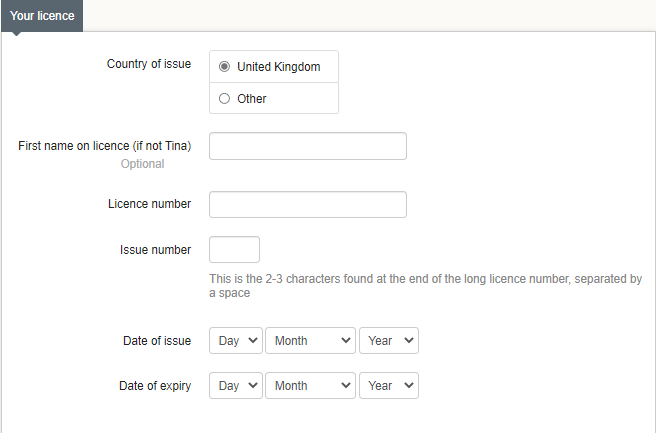 Your licence
Country of issue
United Kingdom
Other
First name on licence (if not Tina)
Optional
Licence number
Issue number
This is the 2-3 characters found at the end of the long licence number, separated by
a space
Date of issue
Day Month Year
Date of expiry
Day Month Year